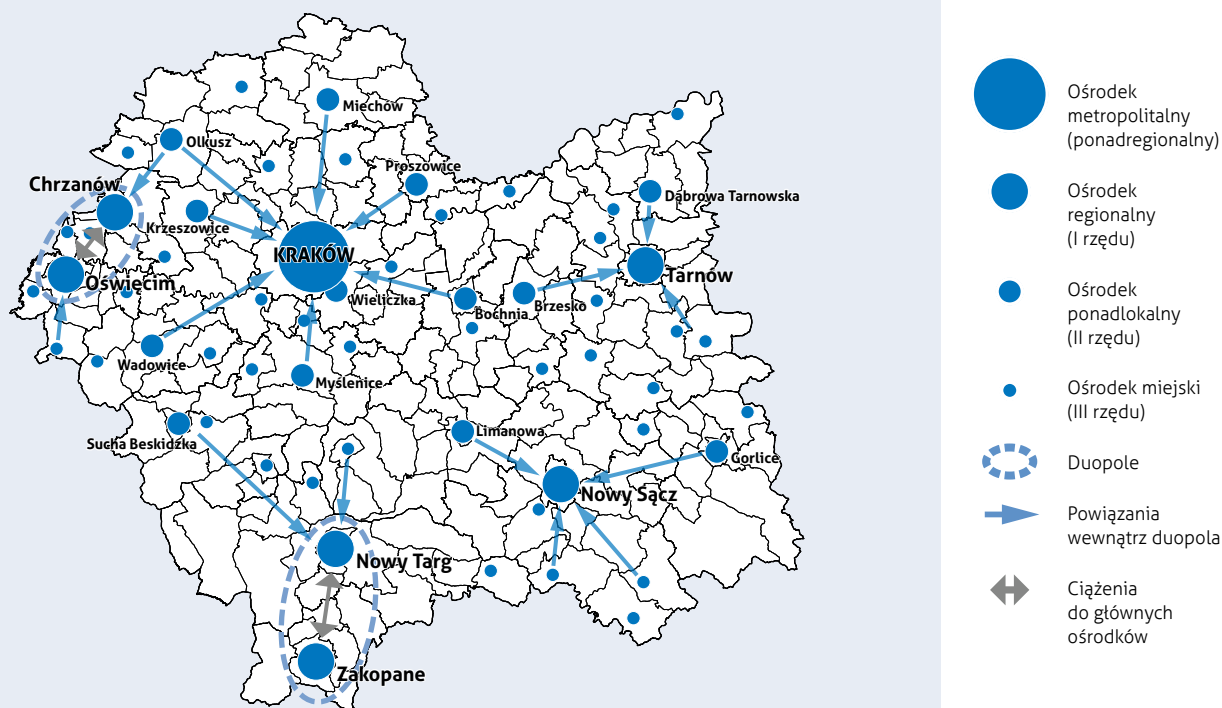 Miechów
Olkusz
Proszowice
Chrzanów
Dąbrowa Tarnowska
Krzeszowice
KRAKÓW
Tarnów
Oświęcim
Wieliczka
Bochnia
Brzesko
Wadowice
Myślenice
Limanowa
Sucha Beskidzka
Gorlice
Nowy Sącz
Nowy Targ
Zakopane
Ośrodek
metropolitalny
(ponadregionalny)
Ośrodek
regionalny
(I rzędu)
Ośrodek
ponadlokalny
(II rzędu)
Ośrodek miejski
(III rzędu)
Duopole
Powiązania
wewnątrz duopola
Ciążenia
do głównych
ośrodków